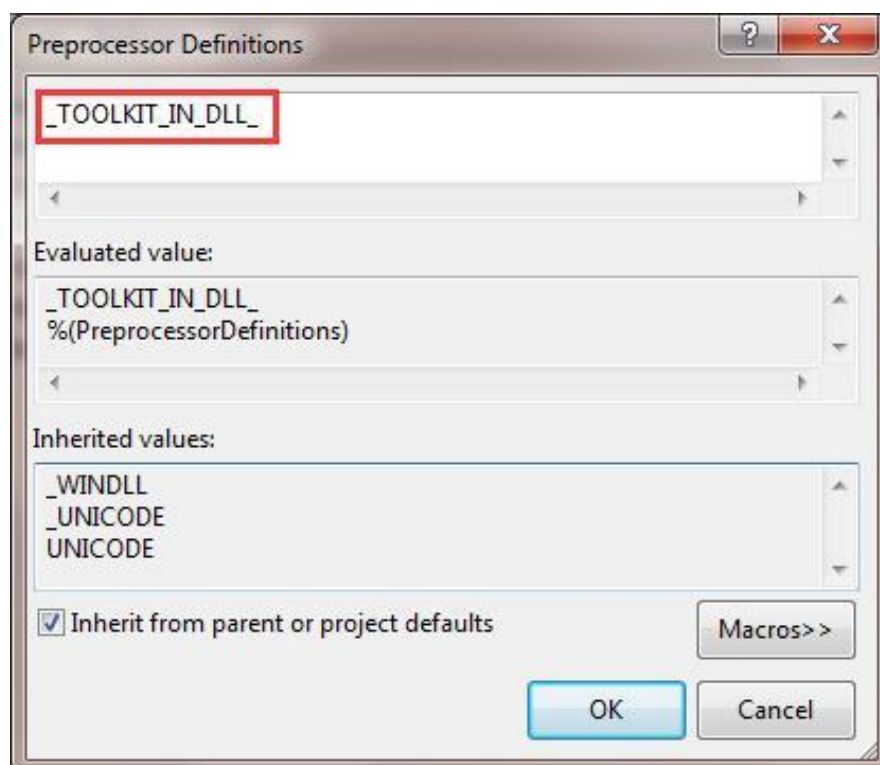 Preprocessor Definitions
_TOOLKIT_IN_DLL_
Evaluated value:
_TOOLKIT_IN_DLL_
%(PreprocessorDefinitions)
Inherited values:
_WINDLL
_UNICODE
UNICODE
Inherit from parent or project defaults
Macros>>
OK
Cancel